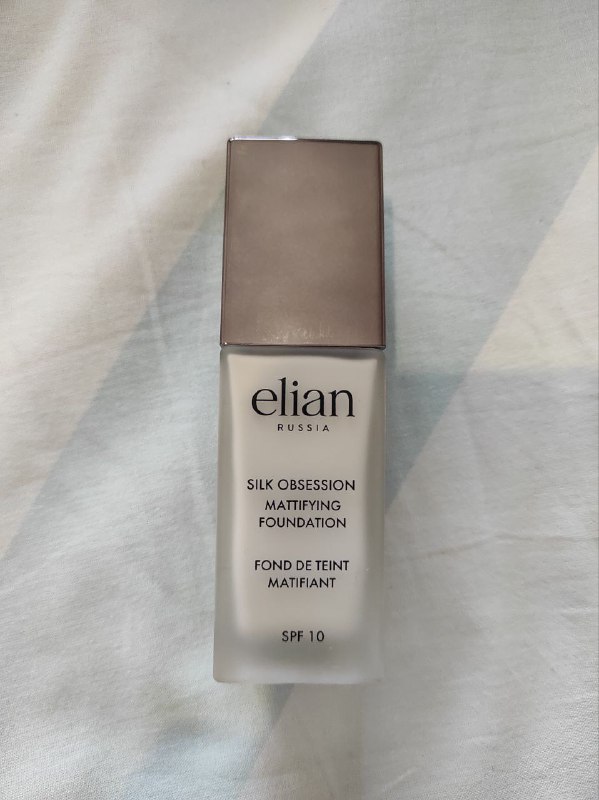 elian
RUSSIA
SILK OBSESSION
MATTIFYING
FOUNDATION
FOND DE TEINT
MATIFIANT
SPF 10